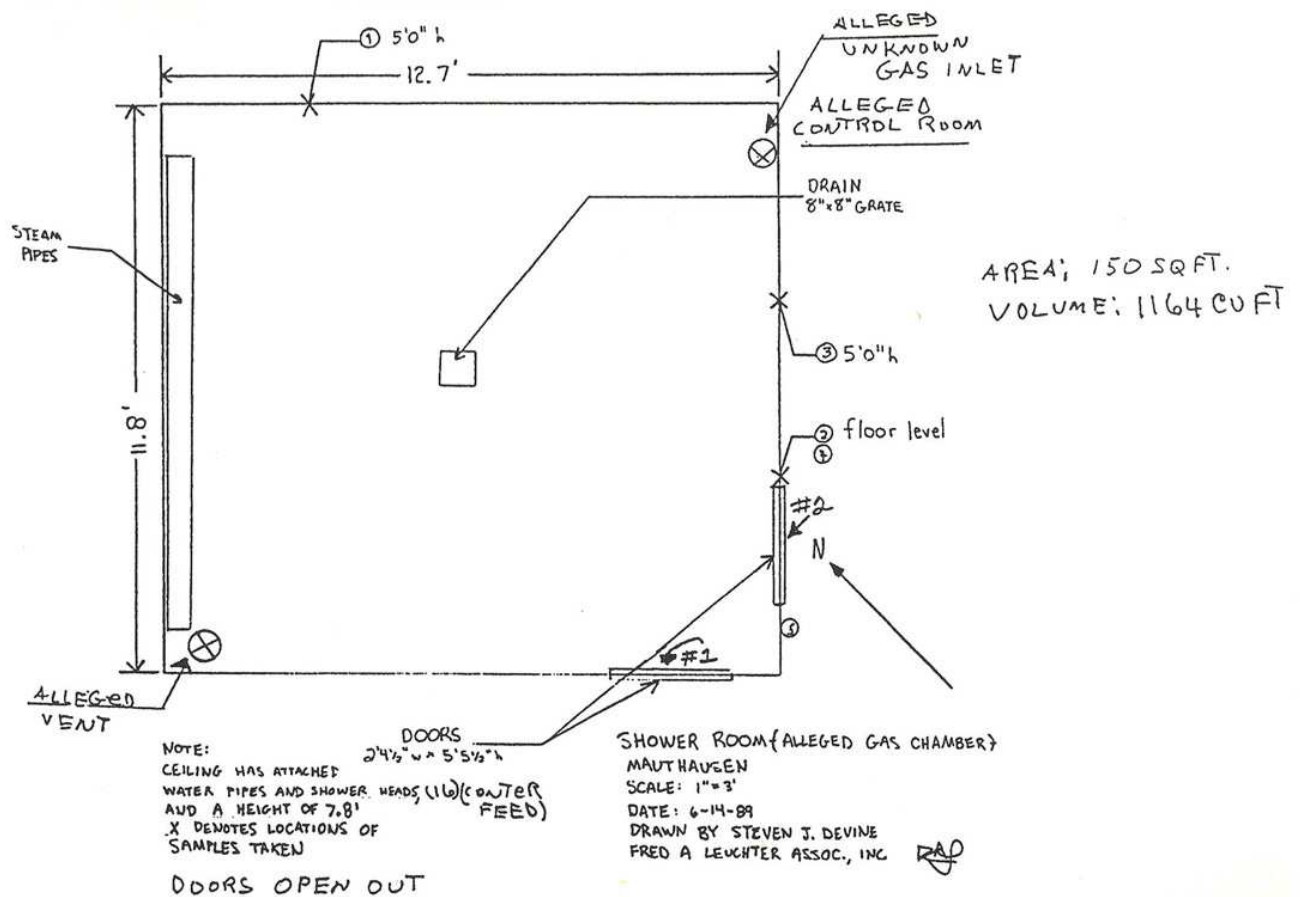 ① 5'0" h
12.7'
ALLEGED
UNKNOWN
GAS INLET
ALLEGED
CONTROL ROOM
DRAIN
8"x8" GRATE
STEAM
PIPES
AREA; 150 SQ FT.
VOLUME: 1164 CU FT
③ 5'0" h
11.8'
② floor level
#2
N
#1
ALLEGED
VENT
DOORS
2'4½" w x 5'5½" h
NOTE:
CEILING HAS ATTACHED
WATER PIPES AND SHOWER HEADS, (16) (CONTER
FEED)
AND A HEIGHT OF 7.8'
X DENOTES LOCATIONS OF
SAMPLES TAKEN
DOORS OPEN OUT
SHOWER ROOM (ALLEGED GAS CHAMBER)
MAUTHAUSEN
SCALE: 1"=3'
DATE: 6-14-89
DRAWN BY STEVEN J. DEVINE
FRED A LEUCHTER ASSOC., INC